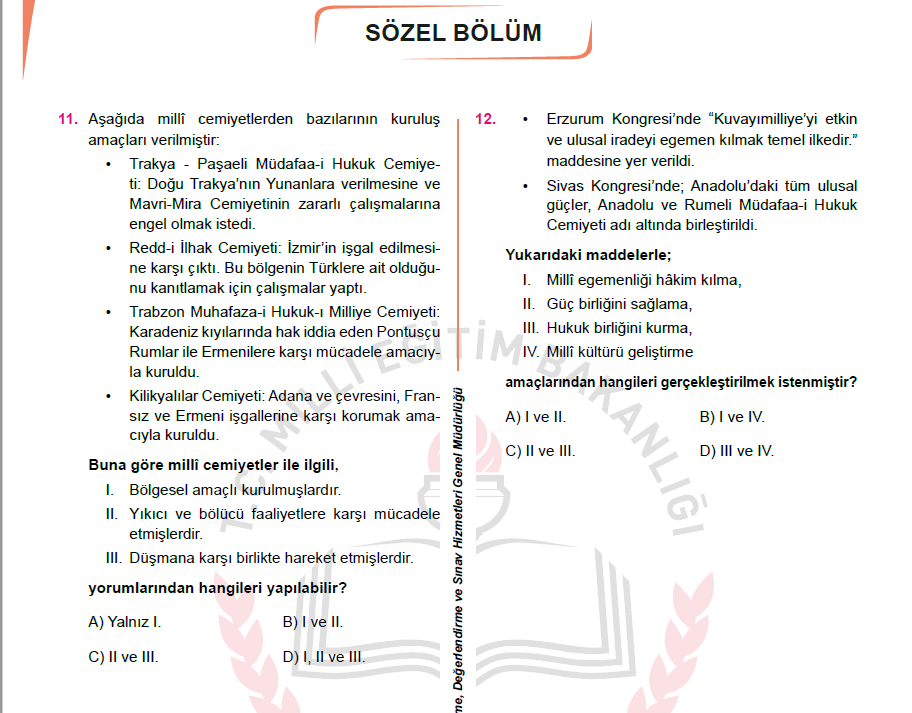 SÖZEL BÖLÜM
11. Aşağıda millî cemiyetlerden bazılarının kuruluş
amaçları verilmiştir:
• Trakya - Paşaeli Müdafaa-i Hukuk Cemiye-
ti: Doğu Trakya’nın Yunanlara verilmesine ve
Mavri-Mira Cemiyetinin zararlı çalışmalarına
engel olmak istedi.
• Redd-i İlhak Cemiyeti: İzmir’in işgal edilmesi-
ne karşı çıktı. Bu bölgenin Türklere ait olduğu-
nu kanıtlamak için çalışmalar yaptı.
• Trabzon Muhafaza-i Hukuk-ı Milliye Cemiyeti:
Karadeniz kıyılarında hak iddia eden Pontusçu
Rumlar ile Ermenilere karşı mücadele amacıy-
la kuruldu.
• Kilikyalılar Cemiyeti: Adana ve çevresini, Fran-
sız ve Ermeni işgallerine karşı korumak ama-
cıyla kuruldu.
Buna göre millî cemiyetler ile ilgili,
I. Bölgesel amaçlı kurulmuşlardır.
II. Yıkıcı ve bölücü faaliyetlere karşı mücadele
etmişlerdir.
III. Düşmana karşı birlikte hareket etmişlerdir.
yorumlarından hangileri yapılabilir?
A) Yalnız I.
B) I ve II.
C) II ve III.
D) I, II ve III.
12. • Erzurum Kongresi’nde “Kuvayımilliye’yi etkin
ve ulusal iradeyi egemen kılmak temel ilkedir.”
maddesine yer verildi.
• Sivas Kongresi’nde; Anadolu’daki tüm ulusal
güçler, Anadolu ve Rumeli Müdafaa-i Hukuk
Cemiyeti adı altında birleştirildi.
Yukarıdaki maddelerle;
I. Millî egemenliği hâkim kılma,
II. Güç birliğini sağlama,
III. Hukuk birliğini kurma,
IV. Millî kültürü geliştirme
amaçlarından hangileri gerçekleştirilmek istenmiştir?
A) I ve II.
B) I ve IV.
C) II ve III.
D) III ve IV.
me, Değerlendirme ve Sınav Hizmetleri Genel Müdürlüğü
T.C. MİLLÎ EĞİTİM BAKANLIĞI